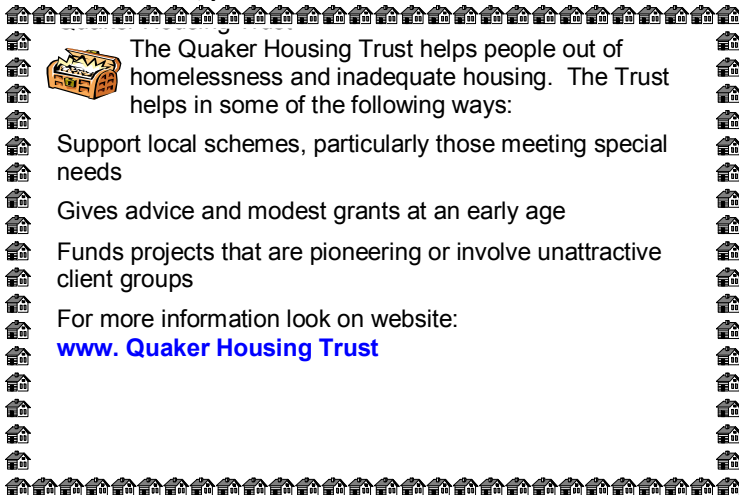 Quaker Housing Trust
The Quaker Housing Trust helps people out of
homelessness and inadequate housing.  The Trust
helps in some of the following ways:
Support local schemes, particularly those meeting special
needs
Gives advice and modest grants at an early age
Funds projects that are pioneering or involve unattractive
client groups
For more information look on website:
www. Quaker Housing Trust